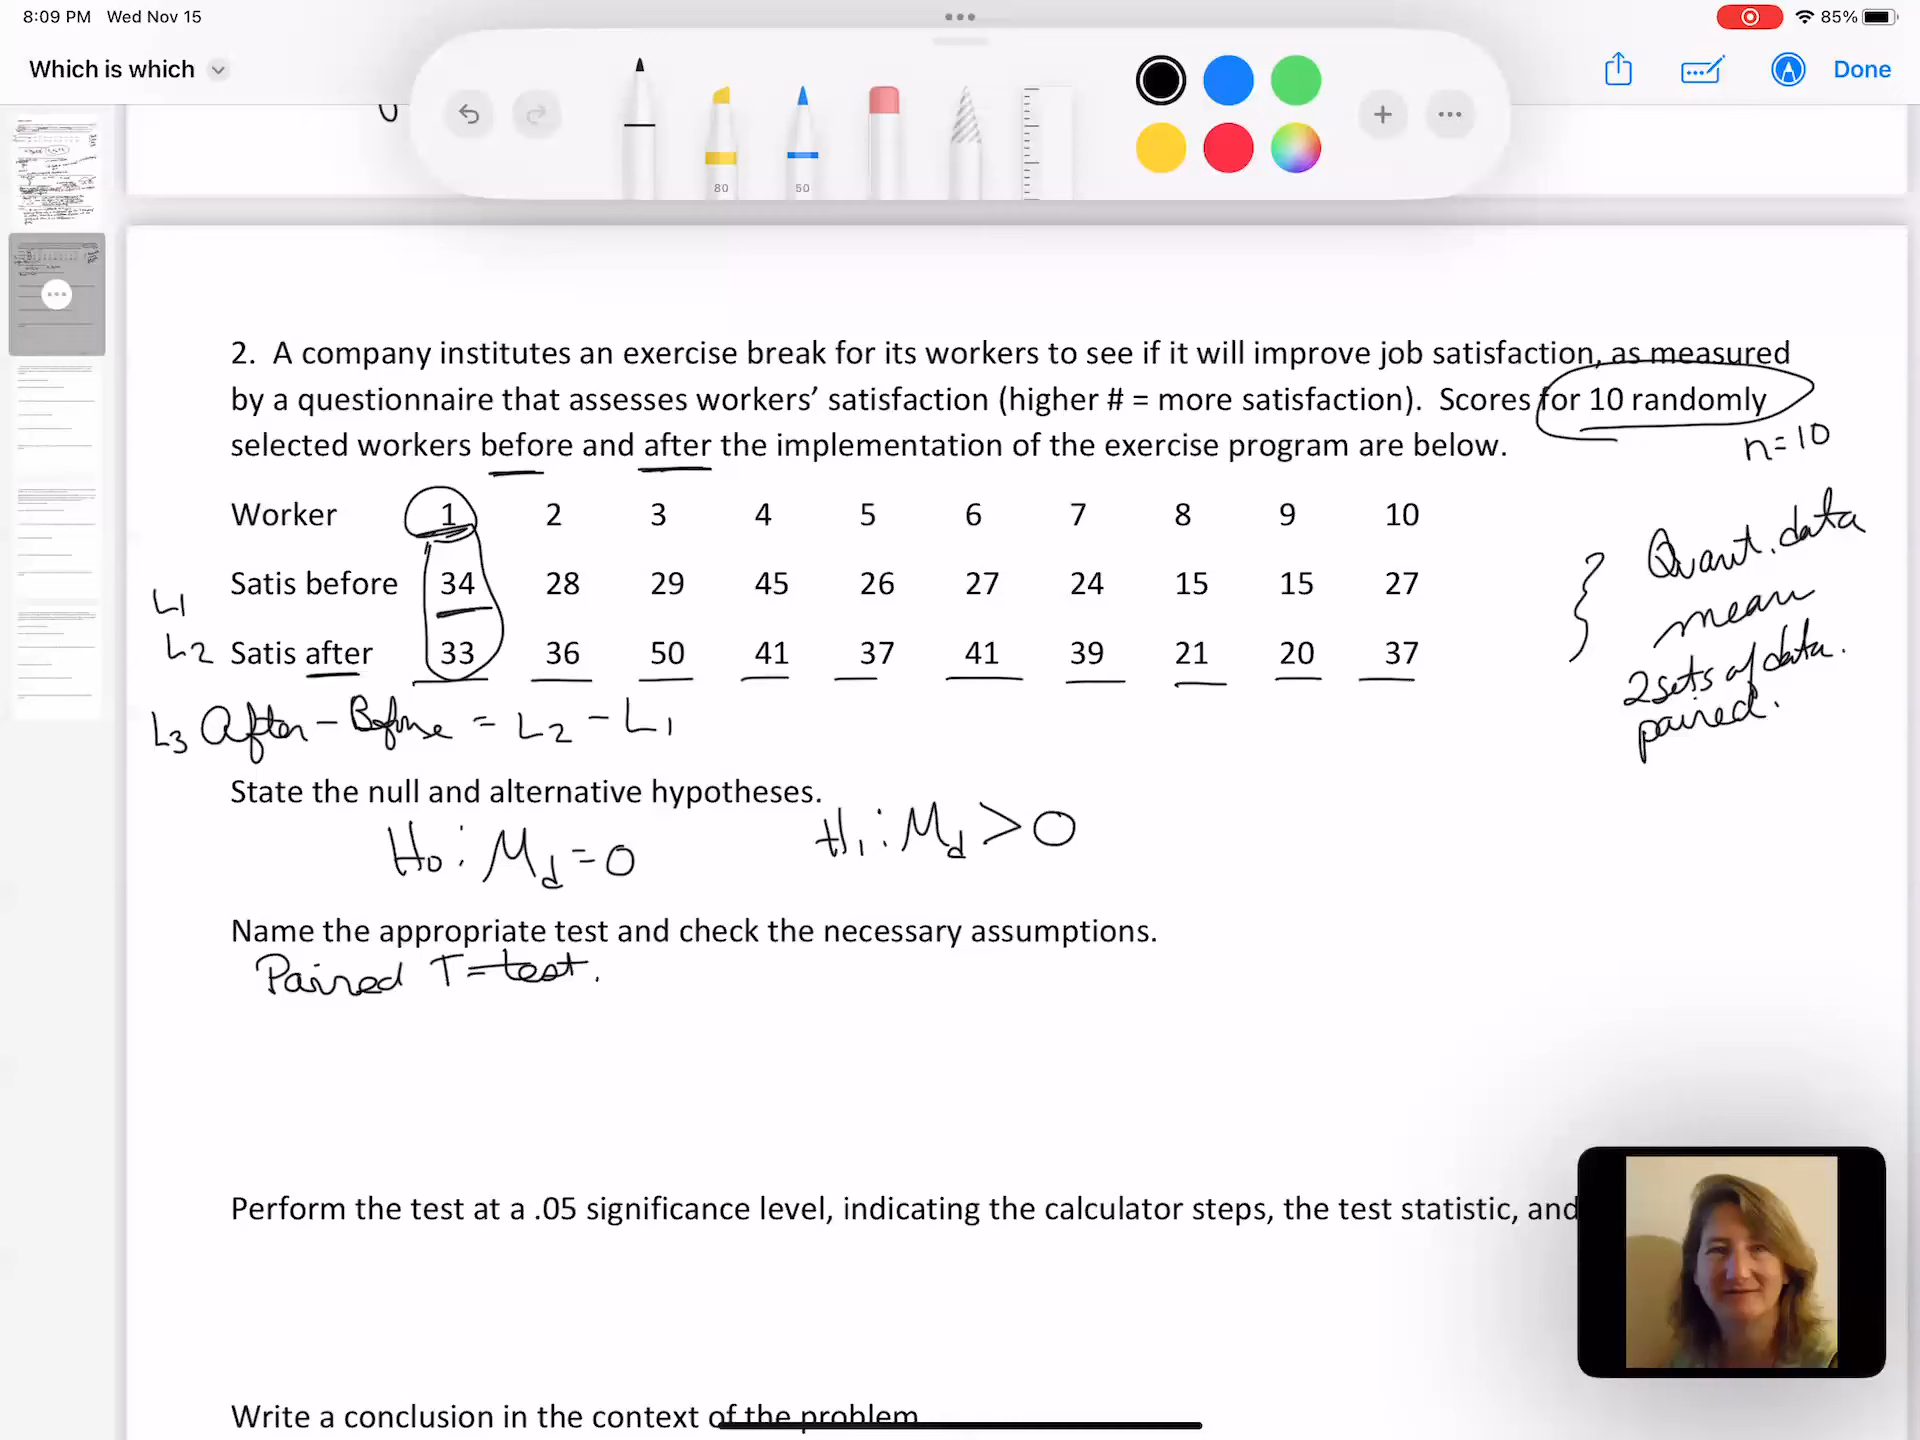 8:09 PM Wed Nov 15
85%
Which is which
Done
80
50
2. A company institutes an exercise break for its workers to see if it will improve job satisfaction, as measured
by a questionnaire that assesses workers’ satisfaction (higher # = more satisfaction). Scores for 10 randomly
selected workers before and after the implementation of the exercise program are below.
n=10
Worker 1 2 3 4 5 6 7 8 9 10
L1 Satis before 34 28 29 45 26 27 24 15 15 27
L2 Satis after 33 36 50 41 37 41 39 21 20 37
Quant. data
mean
2 sets of data.
paired.
L3 After - Before = L2 - L1
State the null and alternative hypotheses.
H0: Md=0 H1: Md>0
Name the appropriate test and check the necessary assumptions.
Paired T-test.
Perform the test at a .05 significance level, indicating the calculator steps, the test statistic, and
Write a conclusion in the context of the problem